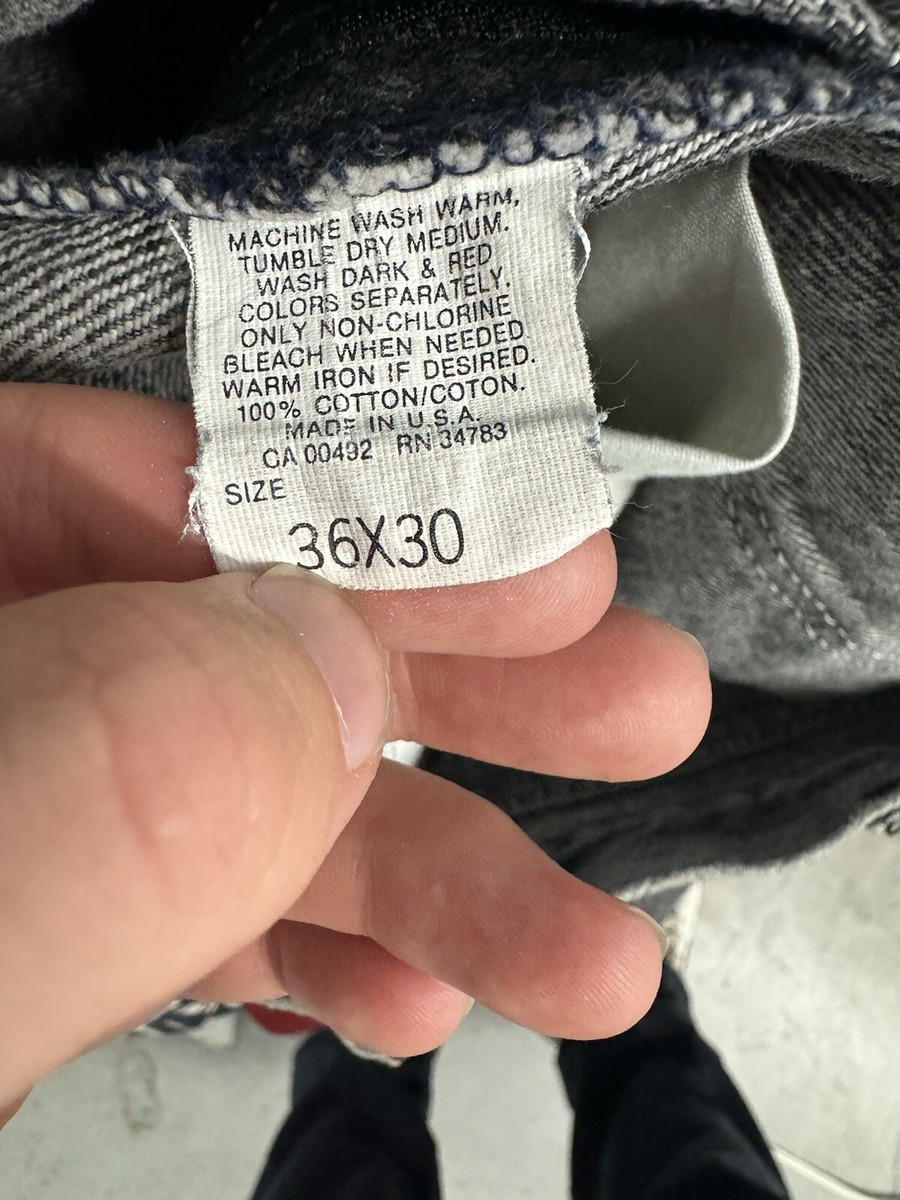 MACHINE WASH WARM,
TUMBLE DRY MEDIUM.
WASH DARK & RED
COLORS SEPARATELY.
ONLY NON-CHLORINE
BLEACH WHEN NEEDED
WARM IRON IF DESIRED.
100% COTTON/COTON.
MADE IN U.S.A.
CA 00492 RN 34783
SIZE
36X30